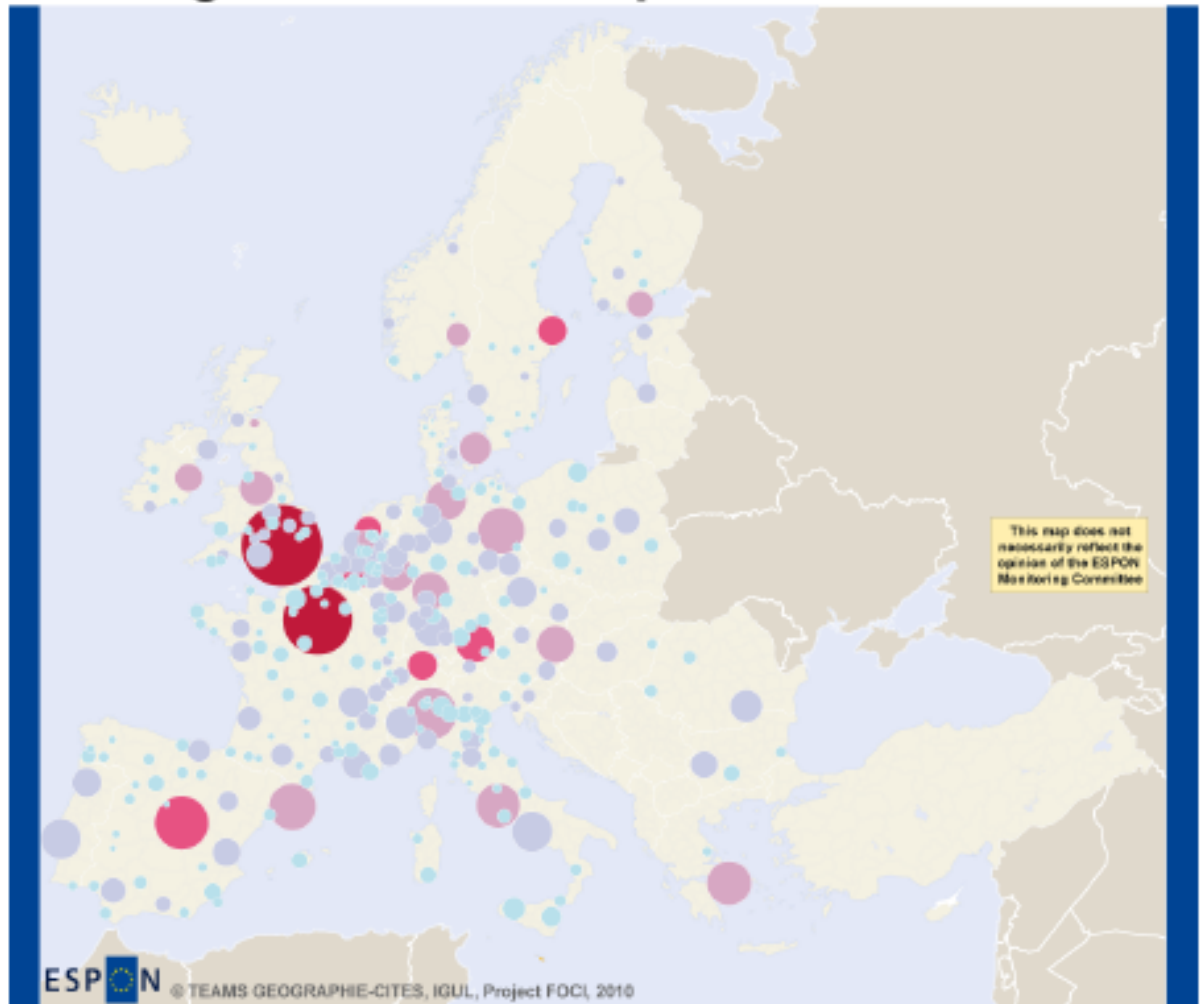 This map does not
necessarily reflect the
opinion of the ESPON
Monitoring Committee
ESPON
© TEAMS GEOGRAPHIE-CITES, IGUL, Project FOCI, 2010